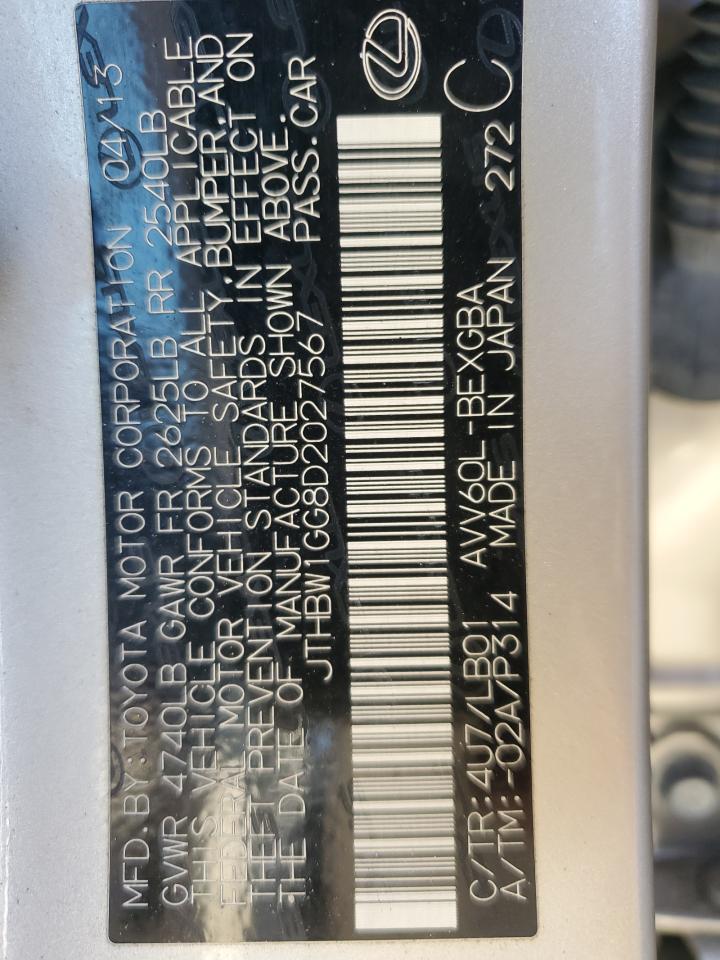 MFD. BY:TOYOTA MOTOR CORPORATION 04/13
GVWR 4740LB GAWR FR 2625LB RR 2540LB
THIS VEHICLE CONFORMS TO ALL APPLICABLE
FEDERAL MOTOR VEHICLE SAFETY, BUMPER, AND
THEFT PREVENTION STANDARDS IN EFFECT ON
THE DATE OF MANUFACTURE SHOWN ABOVE.
JTHBW1GG8D2027567 PASS. CAR
C/TR:4U7/LB01 AVV60L-BEXGBA
A/TM:-02A/P314 MADE IN JAPAN 272 C